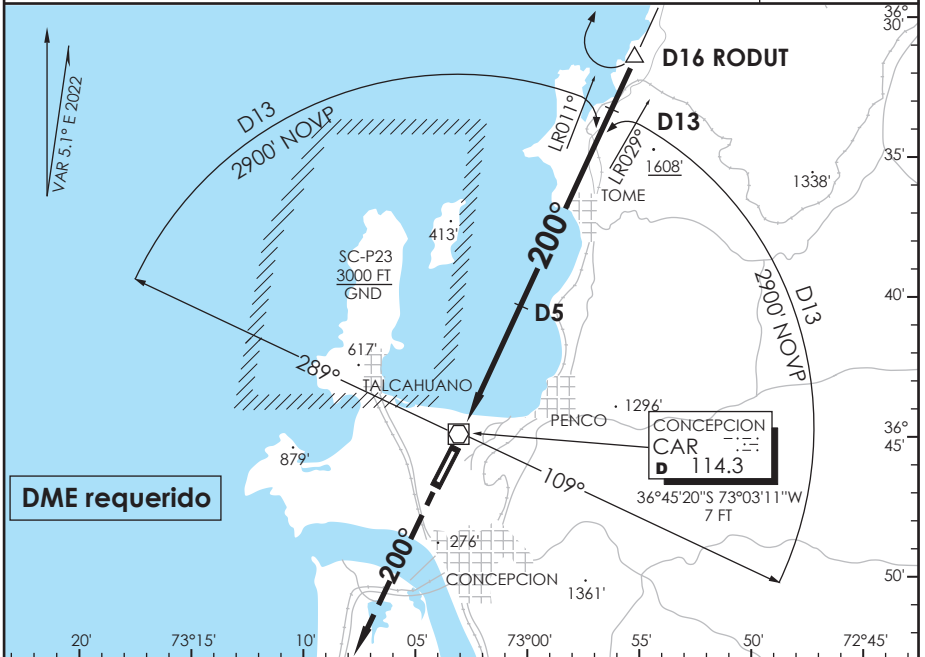 36°
30'
D16 RODUT
VAR 5.1° E 2022
D13
2900' NOVP
LR011°
D13
LR029°
1608'
35'
1338'
TOME
413'
200°
SC-P23
3000 FT
GND
D13
2900' NOVP
40'
D5
617'
289°
TALCAHUANO
PENCO
1296'
36°
45'
CONCEPCION
CAR
D 114.3
879'
109°
36°45'20"S 73°03'11"W
7 FT
DME requerido
276'
200°
CONCEPCION
1361'
50'
20'
73°15'
10'
05'
73°00'
55'
50'
72°45'